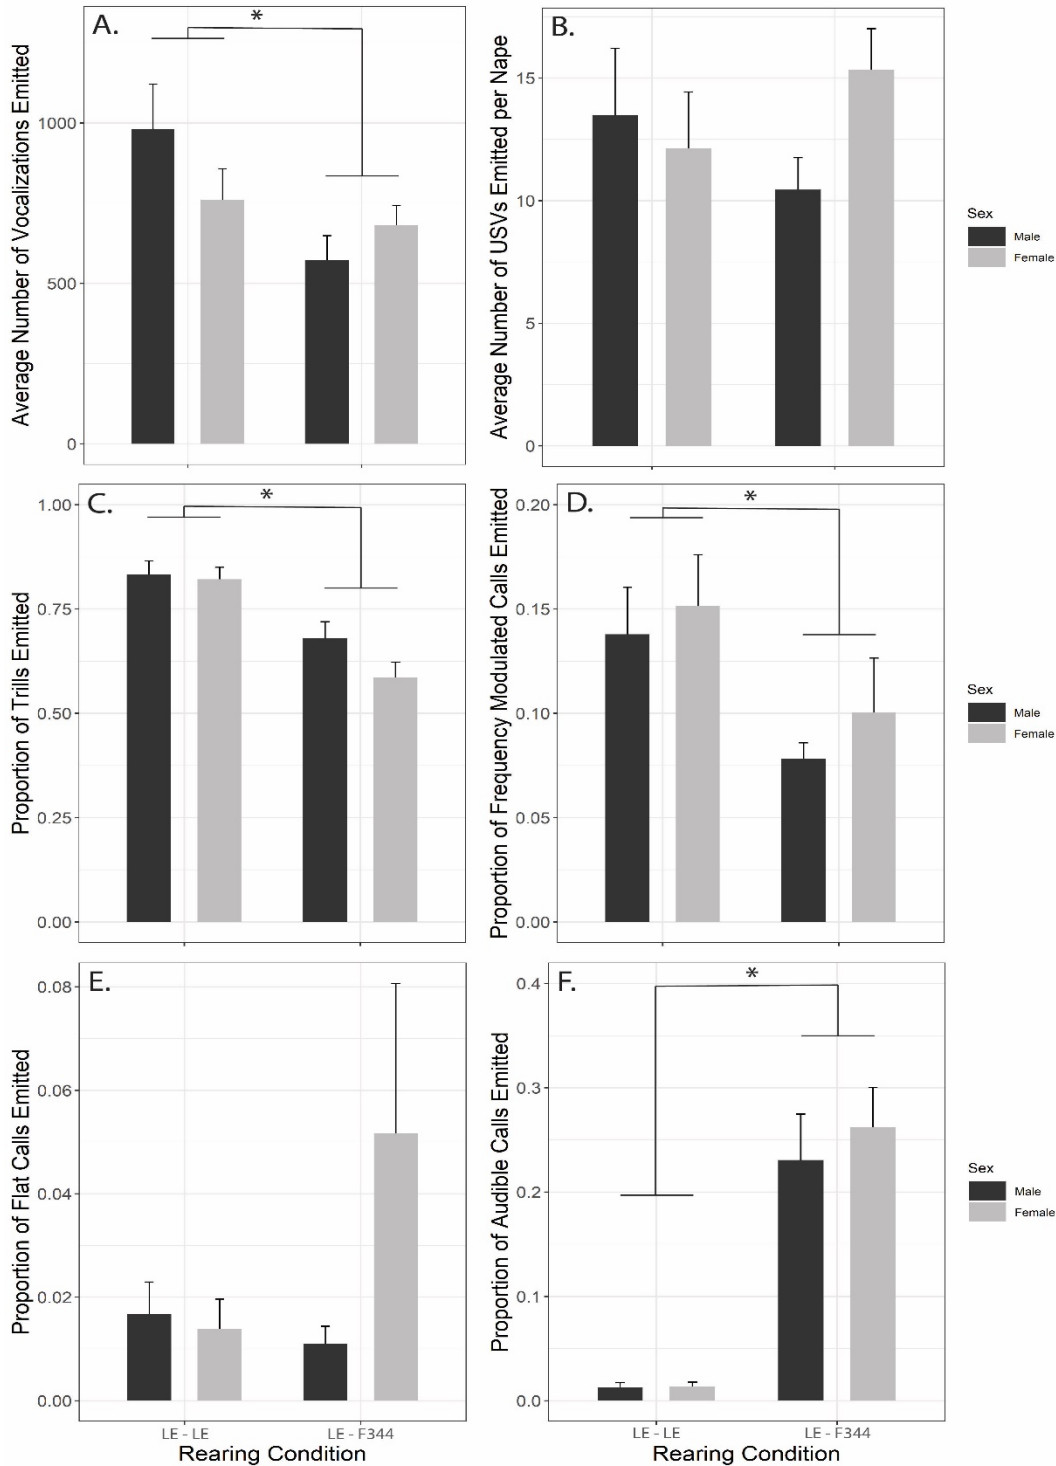 A.
*
Average Number of Vocalizations Emitted
1000
500
0
B.
Average Number of USVs Emitted per Nape
15
10
5
0
Sex
Male
Female
C.
*
Proportion of Trills Emitted
1.00
0.75
0.50
0.25
0.00
D.
*
Proportion of Frequency Modulated Calls Emitted
0.20
0.15
0.10
0.05
0.00
Sex
Male
Female
E.
Proportion of Flat Calls Emitted
0.08
0.06
0.04
0.02
0.00
LE - LE
LE - F344
Rearing Condition
F.
*
Proportion of Audible Calls Emitted
0.4
0.3
0.2
0.1
0.0
LE - LE
LE - F344
Rearing Condition
Sex
Male
Female